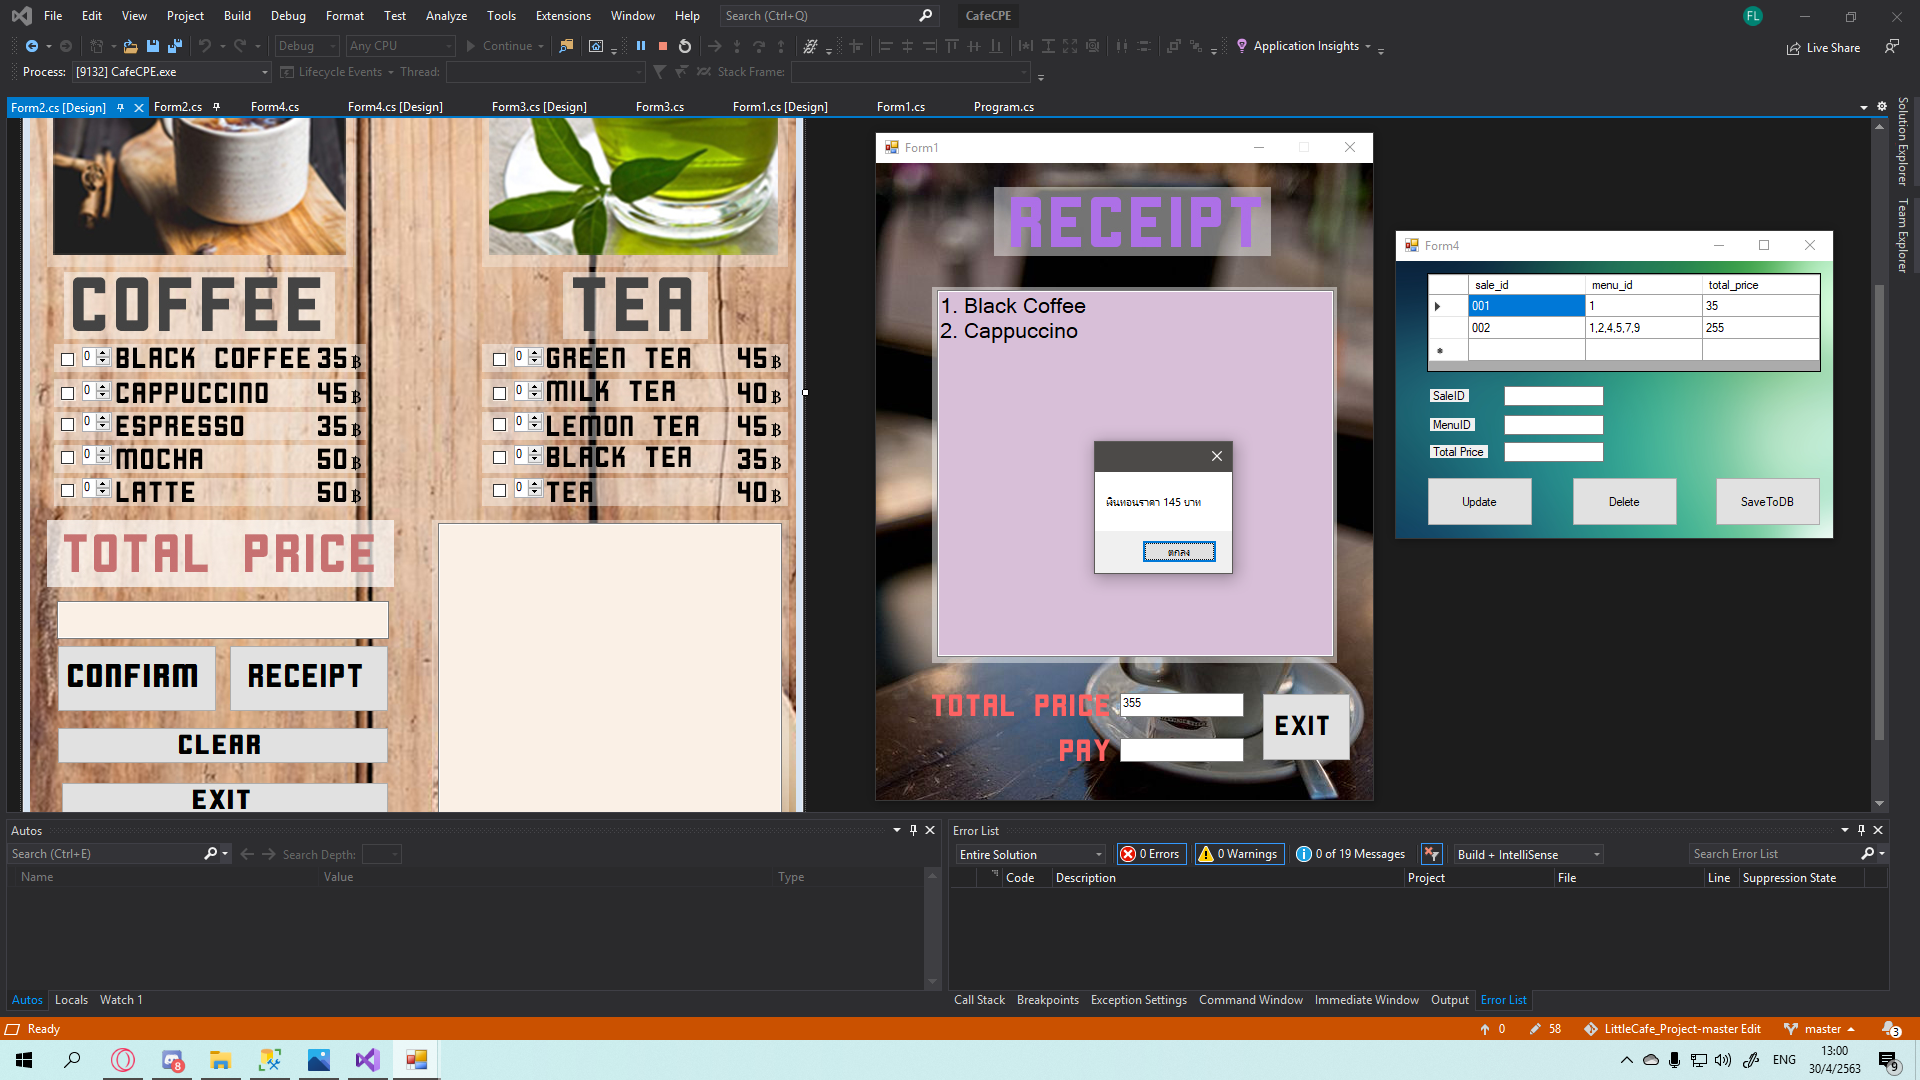 File Edit View Project Build Debug Format Test Analyze Tools Extensions Window Help Search (Ctrl+Q) CafeCPE FL
Debug Any CPU Continue Application Insights Live Share
Process: [9132] CafeCPE.exe Lifecycle Events Thread: Stack Frame:
Form2.cs [Design] Form2.cs Form4.cs Form4.cs [Design] Form3.cs [Design] Form3.cs Form1.cs [Design] Form1.cs Program.cs
Solution Explorer
Team Explorer
COFFEE
0 BLACK COFFEE 35฿
0 CAPPUCCINO 45฿
0 ESPRESSO 35฿
0 MOCHA 50฿
0 LATTE 50฿
TEA
0 GREEN TEA 45฿
0 MILK TEA 40฿
0 LEMON TEA 45฿
0 BLACK TEA 35฿
0 TEA 40฿
TOTAL PRICE
CONFIRM RECEIPT
CLEAR
EXIT
Form1
RECEIPT
1. Black Coffee
2. Cappuccino
เงินทอนราคา 145 บาท
ตกลง
TOTAL PRICE 355
PAY
EXIT
Form4
sale_id menu_id total_price
001 1 35
002 1,2,4,5,7,9 255
SaleID
MenuID
Total Price
Update Delete SaveToDB
Autos
Search (Ctrl+E) Search Depth:
Name Value Type
Autos Locals Watch 1
Error List
Entire Solution 0 Errors 0 Warnings 0 of 19 Messages Build + IntelliSense Search Error List
Code Description Project File Line Suppression State
Call Stack Breakpoints Exception Settings Command Window Immediate Window Output Error List
Ready 0 58 LittleCafe_Project-master Edit master 3
8 ENG 13:00
30/4/2563 9